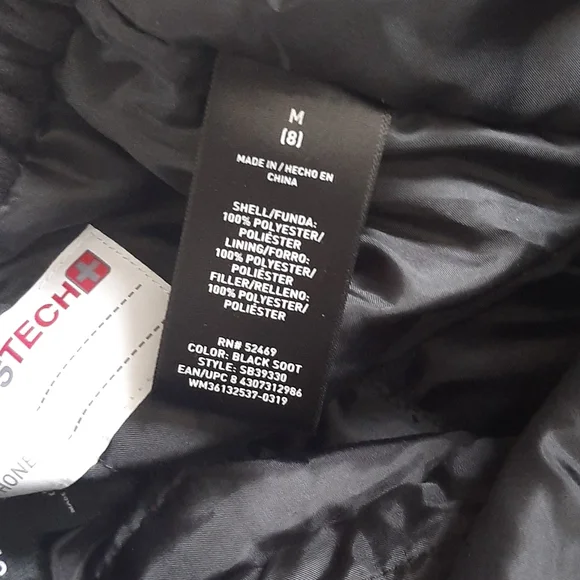 M
(8)
MADE IN / HECHO EN
CHINA
SHELL/FUNDA:
100% POLYESTER/
POLIÉSTER
LINING/FORRO:
100% POLYESTER/
POLIÉSTER
FILLER/RELLENO:
100% POLYESTER/
POLIÉSTER
RN# 52469
COLOR: BLACK SOOT
STYLE: SB39330
EAN/UPC 8 4307312986
WM36132537-0319
STECH
HONE